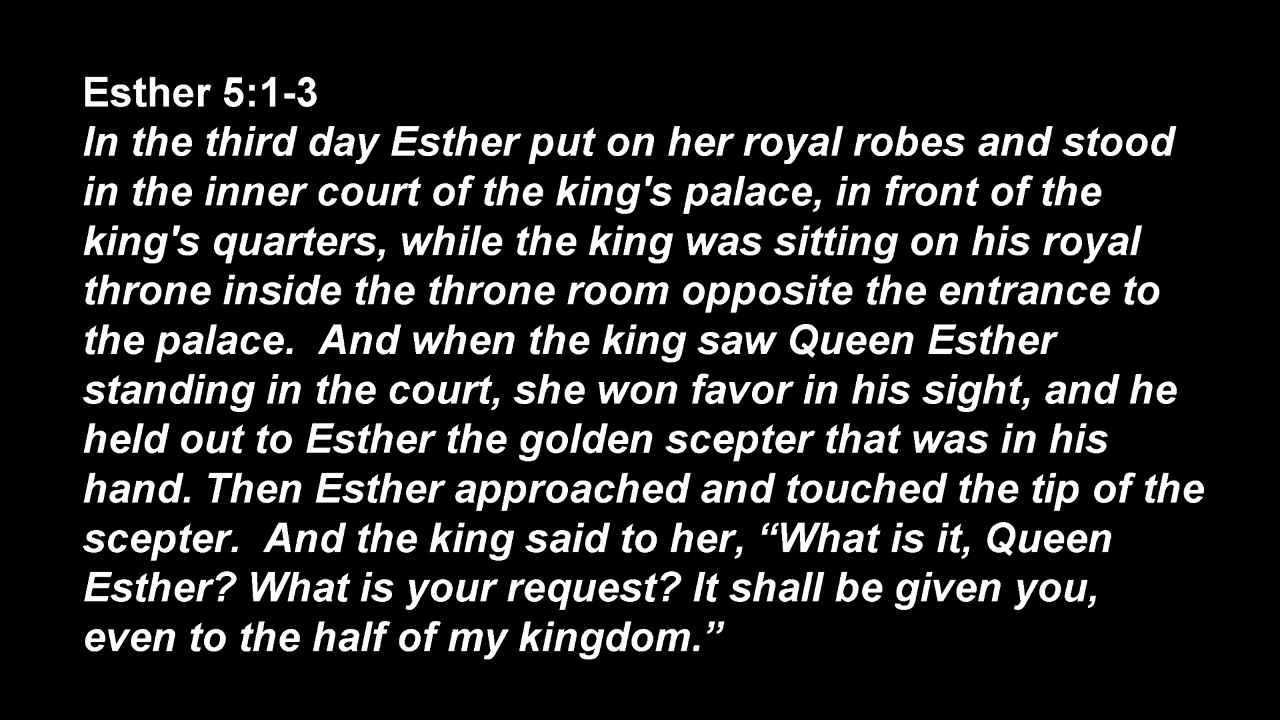 Esther 5:1-3
In the third day Esther put on her royal robes and stood
in the inner court of the king's palace, in front of the
king's quarters, while the king was sitting on his royal
throne inside the throne room opposite the entrance to
the palace.  And when the king saw Queen Esther
standing in the court, she won favor in his sight, and he
held out to Esther the golden scepter that was in his
hand. Then Esther approached and touched the tip of the
scepter.  And the king said to her, “What is it, Queen
Esther? What is your request? It shall be given you,
even to the half of my kingdom.”